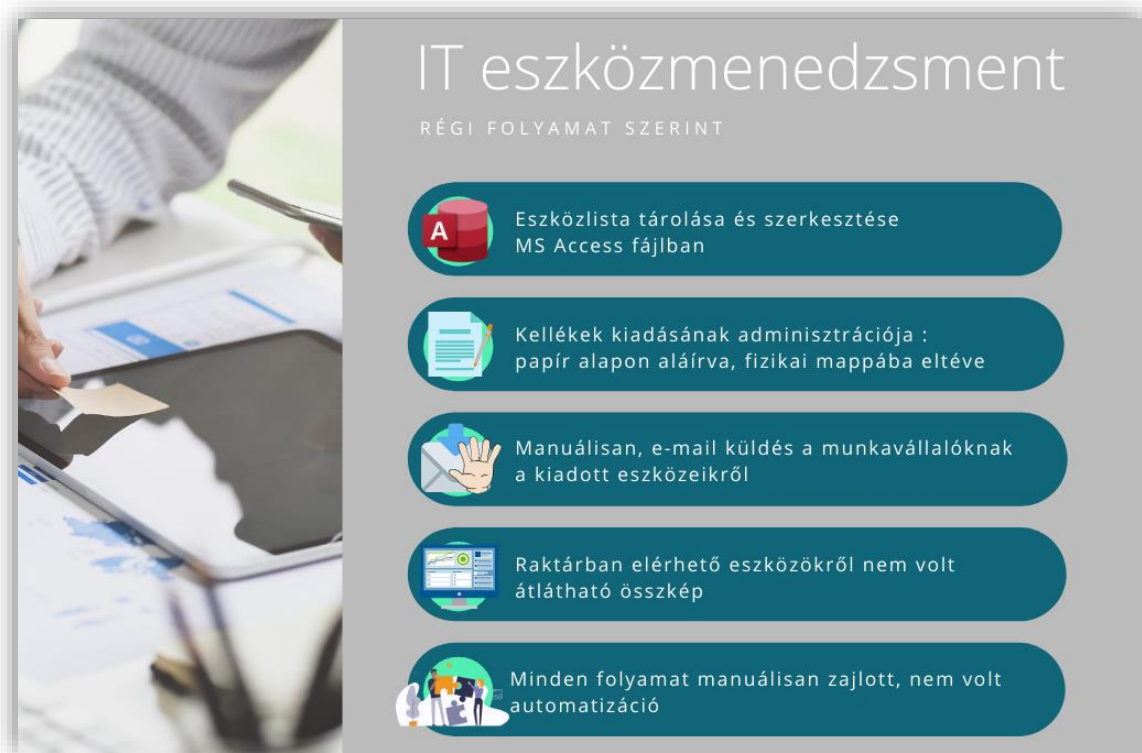 IT eszközmenedzsment
RÉGI FOLYAMAT SZERINT
A
Eszközlista tárolása és szerkesztése
MS Access fájlban
Kellékek kiadásának adminisztrációja :
papír alapon aláírva, fizikai mappába eltéve
Manuálisan, e-mail küldés a munkavállalóknak
a kiadott eszközeikről
Raktárban elérhető eszközökről nem volt
átlátható összkép
Minden folyamat manuálisan zajlott, nem volt
automatizáció